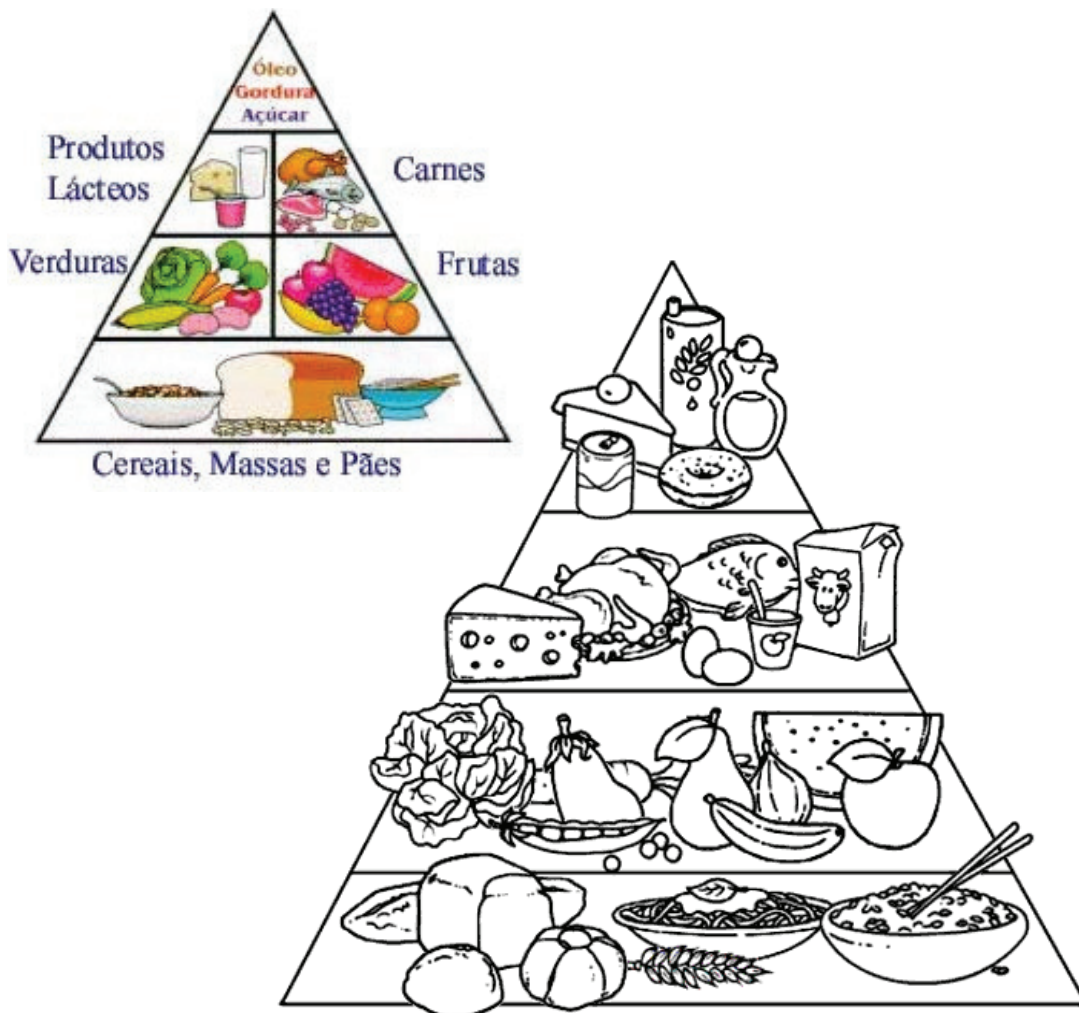 Óleo
Gordura
Açúcar
Produtos
Lácteos
Carnes
Verduras
Frutas
Cereais, Massas e Pães